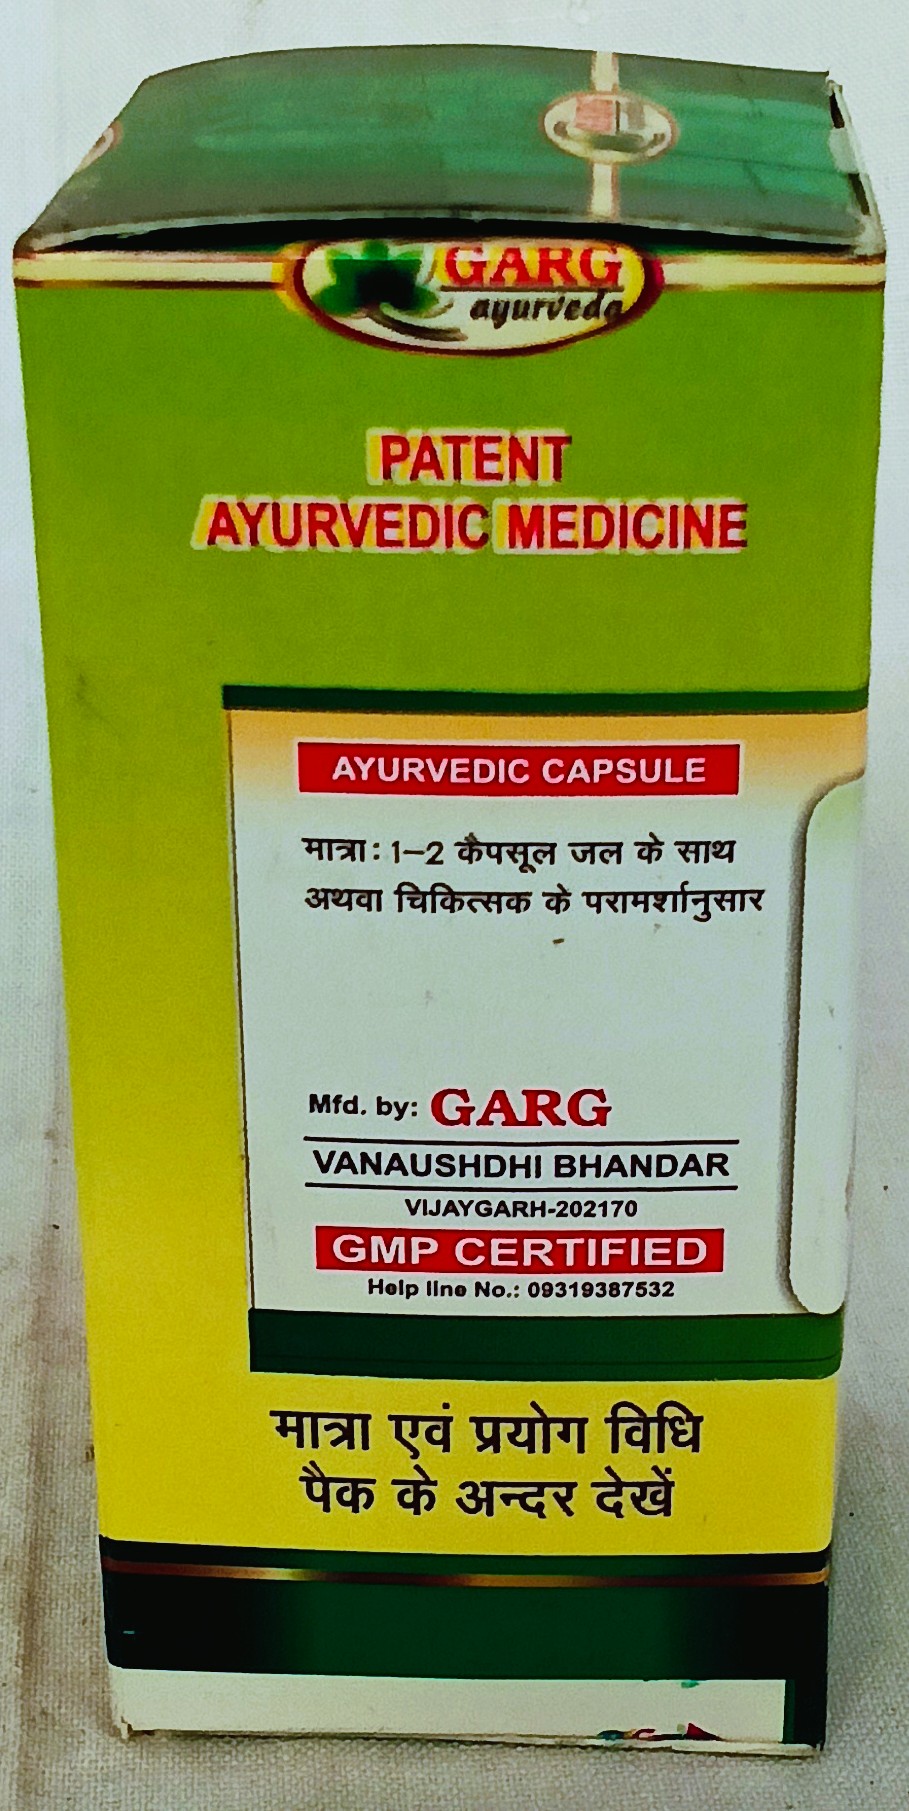 GARG
ayurveda
PATENT
AYURVEDIC MEDICINE
AYURVEDIC CAPSULE
मात्रा: 1–2 कैपसूल जल के साथ
अथवा चिकित्सक के परामर्शानुसार
Mfd. by: GARG
VANAUSHDHI BHANDAR
VIJAYGARH-202170
GMP CERTIFIED
Help line No.: 09319387532
मात्रा एवं प्रयोग विधि
पैक के अन्दर देखें